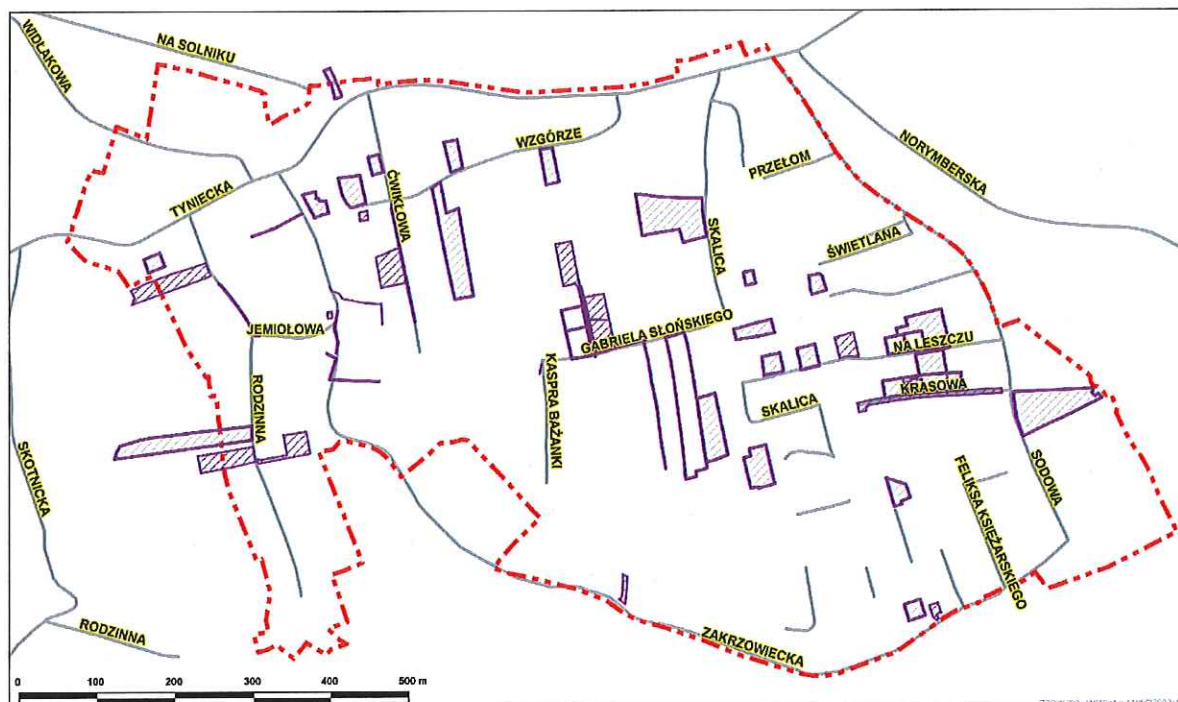 WIDŁAKOWA
NA SOLNIKU
NORYMBERSKA
WZGÓRZE
PRZEŁOM
ĆWIKŁOWA
TYNIECKA
SKALICA
ŚWIETLANA
JEMIOŁOWA
GABRIELA SŁOŃSKIEGO
NA LESZCZU
KRASOWA
RODZINNA
KASPRA BAŻANKI
SKALICA
SKOTNICKA
SODOWA
FELIKSA KSIĘŻARSKIEGO
RODZINNA
ZAKRZOWIECKA
0 100 200 300 400 500 m